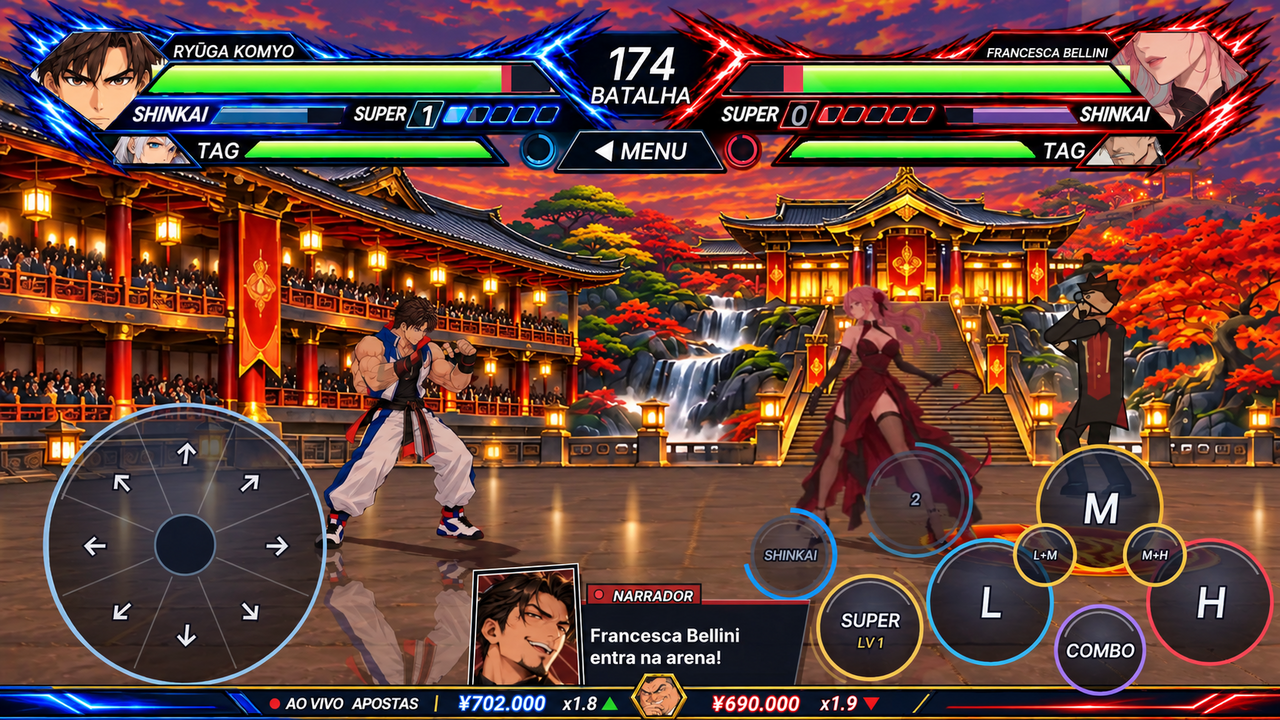 RYŪGA KOMYO
174
BATALHA
FRANCESCA BELLINI
SHINKAI
SUPER 1
SUPER 0
SHINKAI
TAG
◀ MENU
TAG
2
SHINKAI
M
L+M
M+H
L
H
SUPER
LV 1
COMBO
NARRADOR
Francesca Bellini
entra na arena!
AO VIVO APOSTAS | ¥702.000 x1.8 ▲ ¥690.000 x1.9 ▼